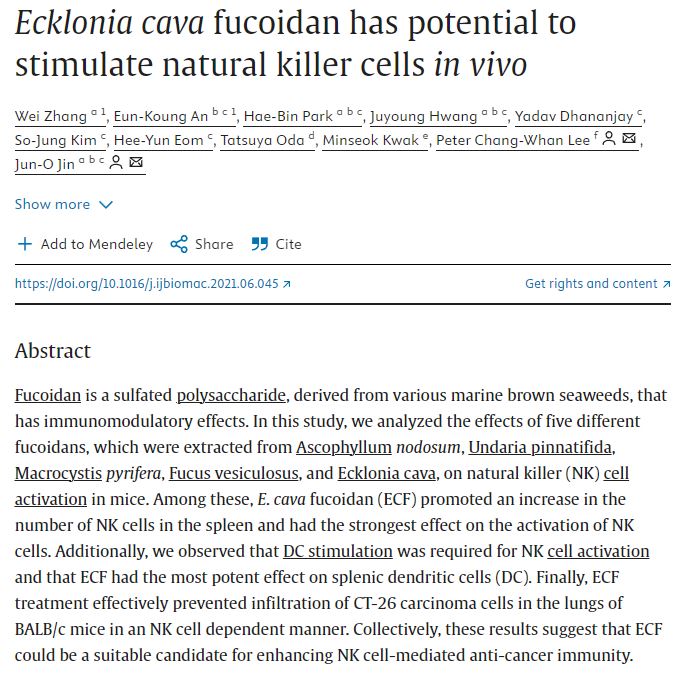 Ecklonia cava fucoidan has potential to
stimulate natural killer cells in vivo
Wei Zhang a 1, Eun-Koung An b c 1, Hae-Bin Park a b c, Juyoung Hwang a b c, Yadav Dhananjay c,
So-Jung Kim c, Hee-Yun Eom c, Tatsuya Oda d, Minseok Kwak e, Peter Chang-Whan Lee f,
Jun-O Jin a b c
Show more
Add to Mendeley Share Cite
https://doi.org/10.1016/j.ijbiomac.2021.06.045 Get rights and content
Abstract
Fucoidan is a sulfated polysaccharide, derived from various marine brown seaweeds, that
has immunomodulatory effects. In this study, we analyzed the effects of five different
fucoidans, which were extracted from Ascophyllum nodosum, Undaria pinnatifida,
Macrocystis pyrifera, Fucus vesiculosus, and Ecklonia cava, on natural killer (NK) cell
activation in mice. Among these, E. cava fucoidan (ECF) promoted an increase in the
number of NK cells in the spleen and had the strongest effect on the activation of NK
cells. Additionally, we observed that DC stimulation was required for NK cell activation
and that ECF had the most potent effect on splenic dendritic cells (DC). Finally, ECF
treatment effectively prevented infiltration of CT-26 carcinoma cells in the lungs of
BALB/c mice in an NK cell dependent manner. Collectively, these results suggest that ECF
could be a suitable candidate for enhancing NK cell-mediated anti-cancer immunity.